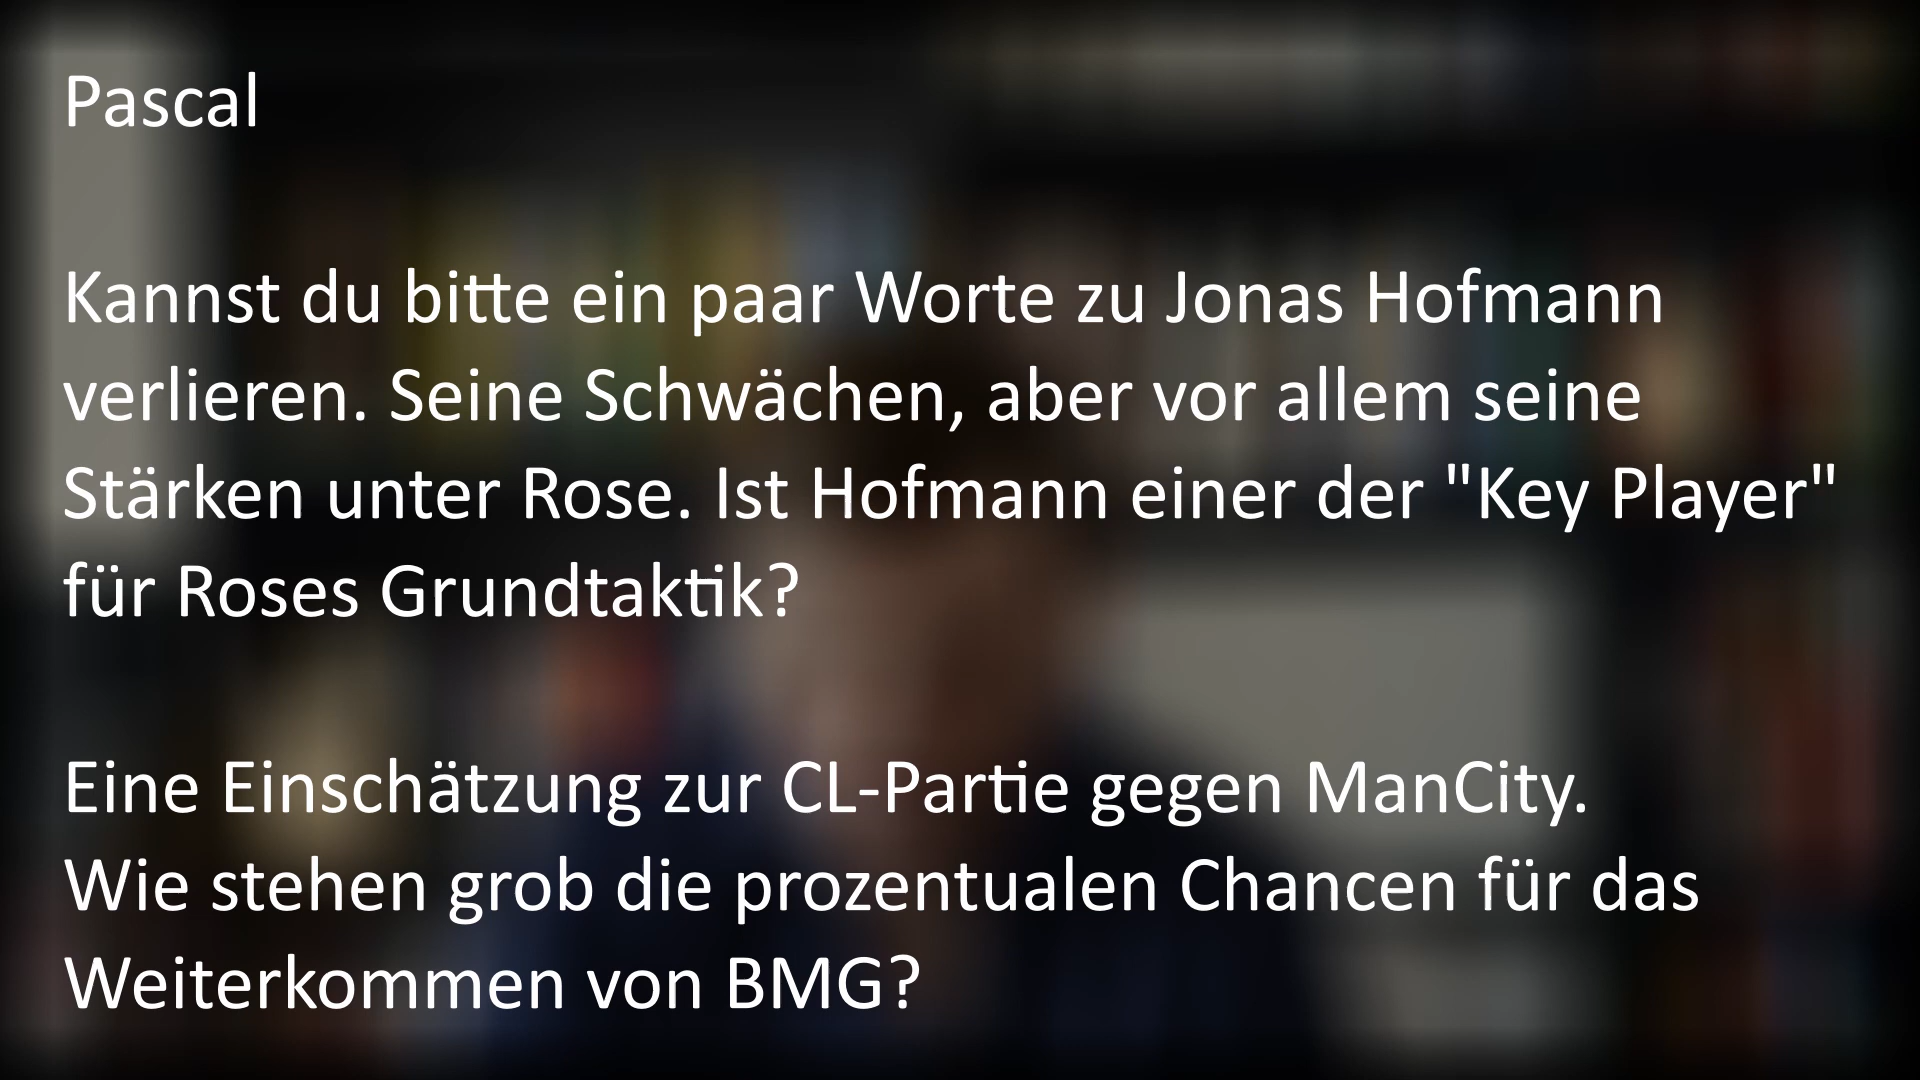 Pascal
Kannst du bitte ein paar Worte zu Jonas Hofmann
verlieren. Seine Schwächen, aber vor allem seine
Stärken unter Rose. Ist Hofmann einer der "Key Player"
für Roses Grundtaktik?
Eine Einschätzung zur CL-Partie gegen ManCity.
Wie stehen grob die prozentualen Chancen für das
Weiterkommen von BMG?